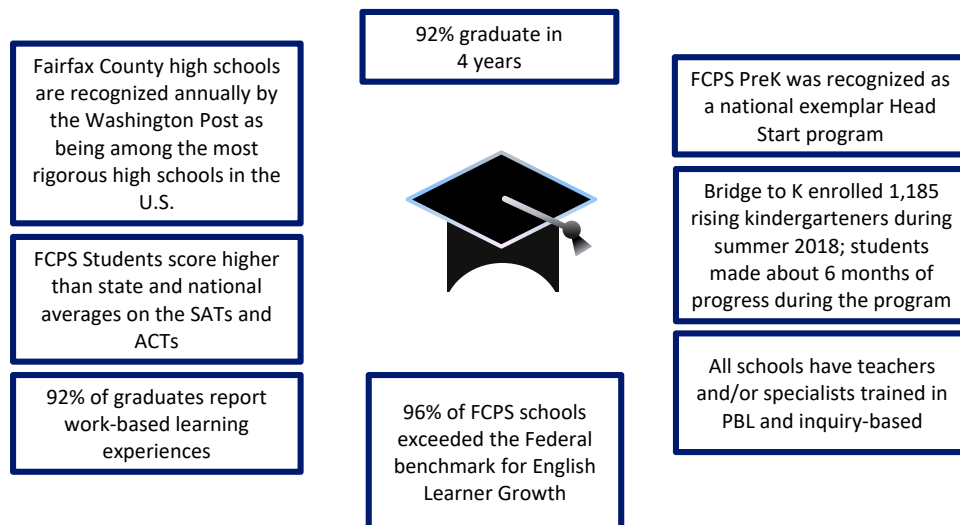 92% graduate in
4 years
Fairfax County high schools
are recognized annually by
the Washington Post as
being among the most
rigorous high schools in the
U.S.
FCPS PreK was recognized as
a national exemplar Head
Start program
Bridge to K enrolled 1,185
rising kindergarteners during
summer 2018; students
made about 6 months of
progress during the program
FCPS Students score higher
than state and national
averages on the SATs and
ACTs
All schools have teachers
and/or specialists trained in
PBL and inquiry-based
92% of graduates report
work-based learning
experiences
96% of FCPS schools
exceeded the Federal
benchmark for English
Learner Growth